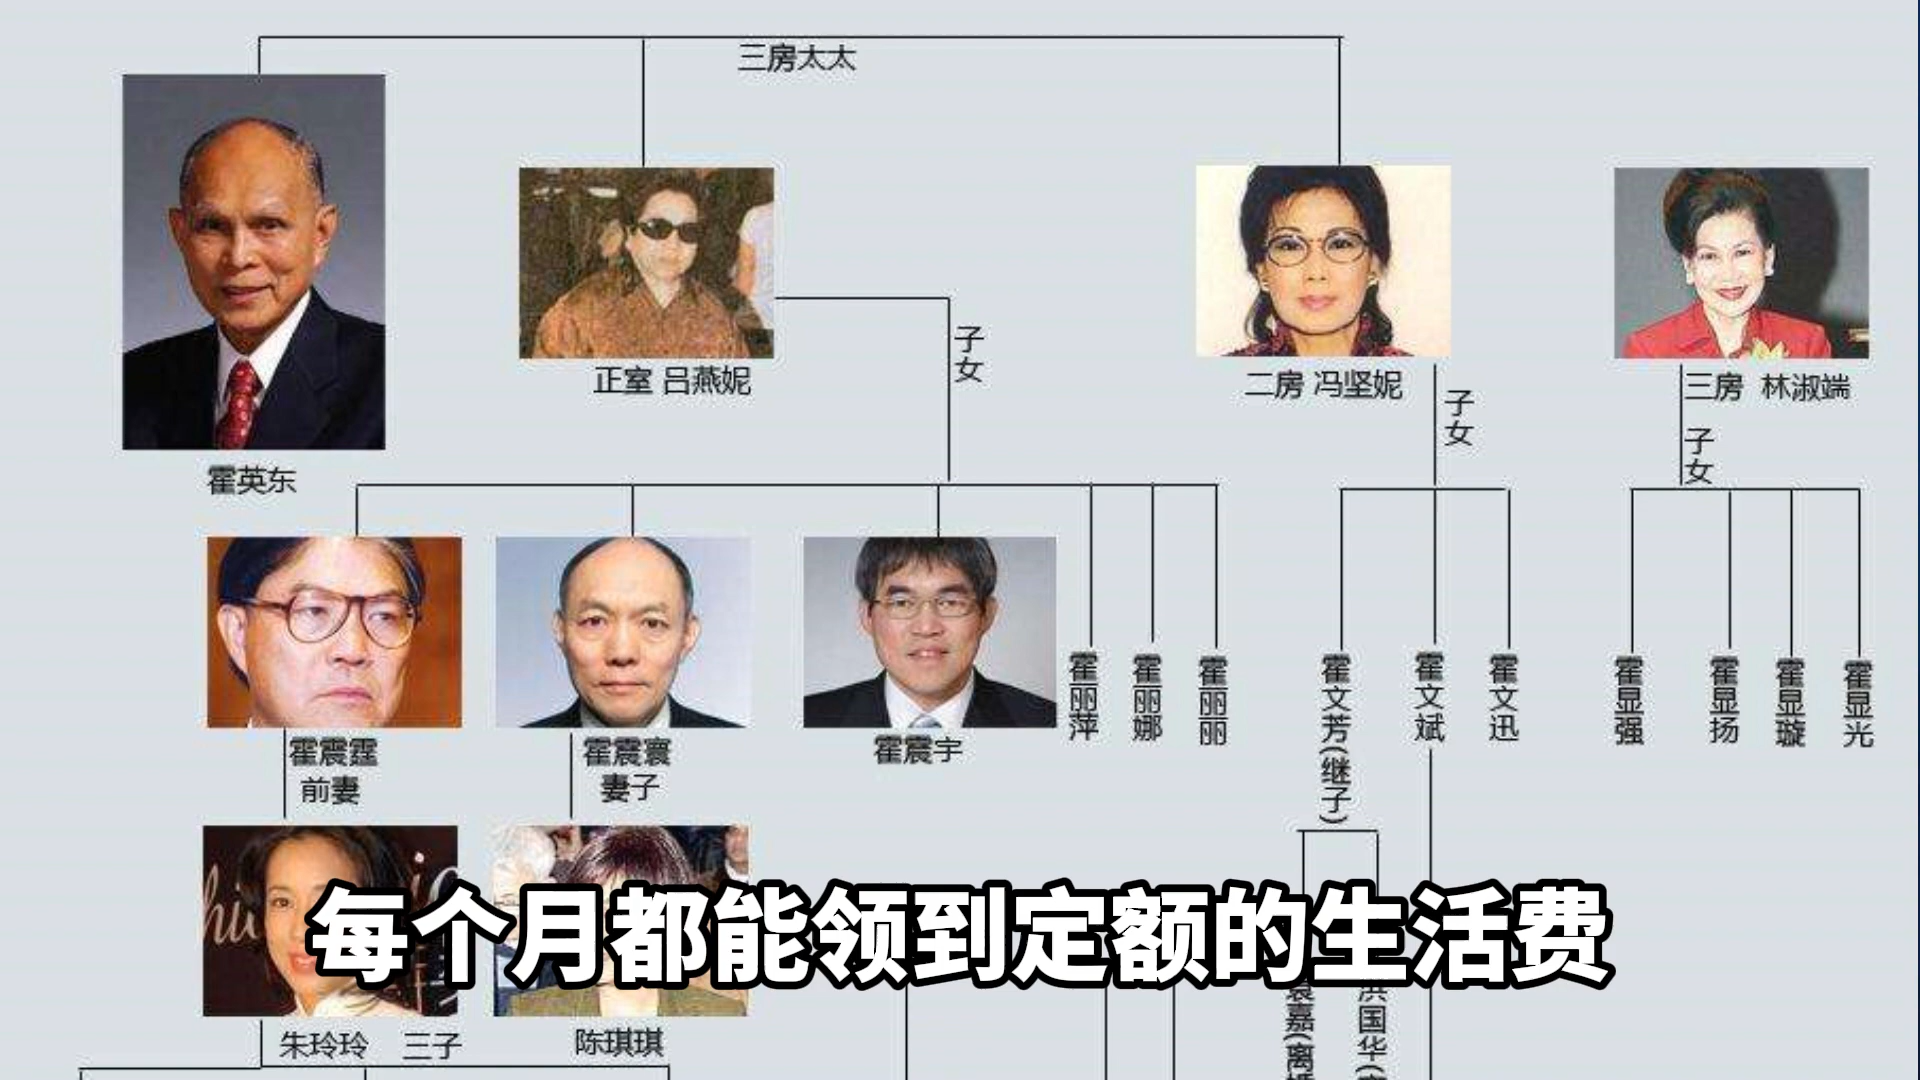 三房太太
正室 吕燕妮
二房 冯坚妮
三房 林淑端
子女
子女
子女
霍英东
霍震霆
前妻
霍震寰
妻子
霍震宇
霍丽萍
霍丽娜
霍丽丽
霍文芳(继子)
霍文斌
霍文迅
霍显强
霍显扬
霍显璇
霍显光
每个月都能领到定额的生活费
袁嘉(离
洪国华(
朱玲玲 三子
陈琪琪